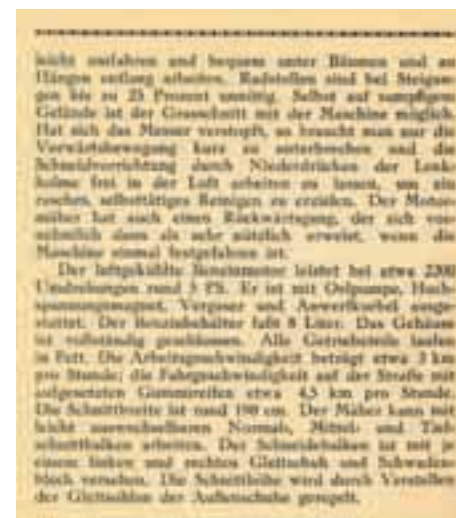 leicht umfahren und bequem unter Bäumen und an
Hängen entlang arbeiten. Radstollen sind bei Steigun-
gen bis zu 25 Prozent unnötig. Selbst auf sumpfigem
Gelände ist der Grasschnitt mit der Maschine möglich.
Hat sich das Messer verstopft, so braucht man nur die
Vorwärtsbewegung kurz zu unterbrechen und die
Schneidvorrichtung durch Niederdrücken der Lenk-
holme frei in der Luft arbeiten zu lassen, um ein
rasches, selbsttätiges Reinigen zu erzielen. Der Motor-
mäher hat auch einen Rückwärtsgang, der sich vor-
nehmlich dann als sehr nützlich erweist, wenn die
Maschine einmal festgefahren ist.
Der luftgekühlte Benzinmotor leistet bei etwa 2200
Umdrehungen rund 5 PS. Er ist mit Oelpumpe, Hoch-
spannungsmagnet, Vergaser und Anwerfkurbel ausge-
stattet. Der Benzinbehälter faßt 8 Liter. Das Gehäuse
ist vollständig geschlossen. Alle Getriebeteile laufen
in Fett. Die Arbeitsgeschwindigkeit beträgt etwa 3 km
pro Stunde; die Fahrgeschwindigkeit auf der Straße mit
aufgesetzten Gummireifen etwa 4,5 km pro Stunde.
Die Schnittbreite ist rund 190 cm. Der Mäher kann mit
leicht auswechselbaren Normal-, Mittel- und Tief-
schnittbalken arbeiten. Der Schneidebalken ist mit je
einem linken und rechten Gleitschuh und Schwaden-
blech versehen. Die Schnitthöhe wird durch Verstellen
der Gleitsohlen der Außenschuhe geregelt.